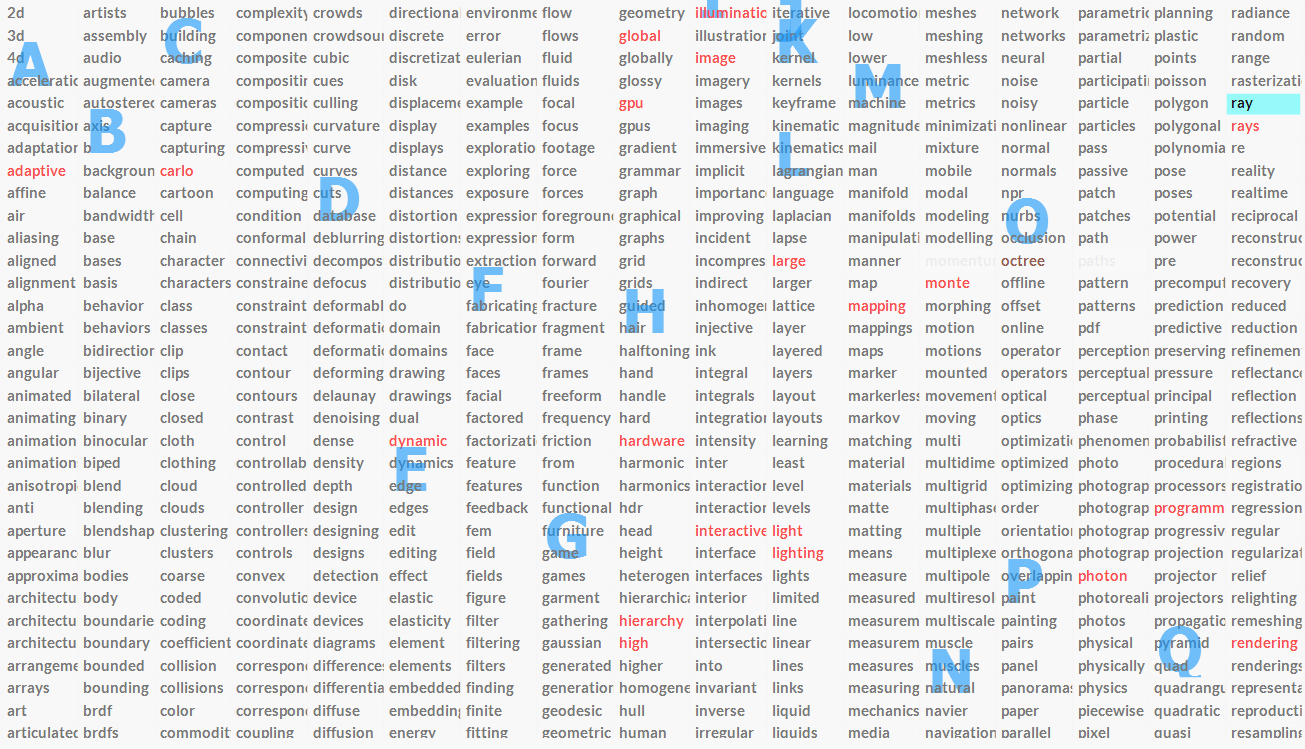 2d
3d
4d
A
acceleratic
acoustic
acquisition
adaptation
adaptive
affine
air
aliasing
aligned
alignment
alpha
ambient
angle
angular
animated
animating
animation
animation
anisotropi
anti
aperture
appearanc
approxima
architectu
architectu
arrangeme
arrays
art
articulated
artists
assembly
audio
augmented
autosterec
B
axis
b
backgroun
balance
bandwidth
base
bases
basis
behavior
behaviors
bidirection
bijective
bilateral
binary
binocular
biped
blend
blending
blendshap
blur
bodies
body
boundarie
boundary
bounded
bounding
brdf
brdfs
bubbles
C
building
caching
camera
cameras
capture
capturing
carlo
cartoon
cell
chain
character
characters
class
classes
clip
clips
close
closed
cloth
clothing
cloud
clouds
clustering
clusters
coarse
coded
coding
coefficient
collision
collisions
color
commodit
complexity
componen
composite
compositic
compositic
compressi
compressiv
computed
computing
condition
conformal
connectivi
constraine
constraint
constraint
contact
contour
contours
contrast
control
controllab
controlled
controller
controls
convex
convolutic
coordinate
coordinate
correspon
correspon
correspon
coupling
crowds
crowdsour
cubic
cues
culling
curvature
curve
curves
D
cuts
database
deburring
decompos
defocus
deformabl
deformatic
deformatic
deforming
delaunay
denoising
dense
density
depth
design
designing
designs
detection
device
devices
diagrams
differences
differentia
diffuse
diffusion
directional
discrete
discretizat
disk
displaceme
display
displays
distance
distances
distortion
distortions
distributio
distributio
do
domain
domains
drawing
drawings
dual
dynamic
E
dynamics
edge
edges
edit
editing
effect
elastic
elasticity
element
elements
embedded
embedding
energy
environme
error
eulerian
evaluation
example
examples
exploratio
exploring
exposure
expression
expression
extraction
F
eye
fabricating
fabrication
face
faces
facial
factored
factorizati
feature
features
feedback
fem
field
fields
figure
filter
filtering
filters
finding
finite
fitting
flow
flows
fluid
fluids
focal
focus
footage
force
forces
foreground
form
forward
fourier
fracture
fragment
frame
frames
freeform
frequency
friction
from
function
functional
G
furniture
game
games
garment
gathering
gaussian
generated
generation
geodesic
geometric
geometry
global
globally
glossy
gpu
gpus
gradient
grammar
graph
graphical
graphs
grid
grids
H
guided
hair
halftoning
hand
handle
hard
hardware
harmonic
harmonics
hdr
head
height
heterogen
hierarchica
hierarchy
high
higher
homogene
hull
human
illuminatic
illustration
image
imagery
images
imaging
immersive
implicit
importanc
improving
incident
incompres
indirect
inhomoger
injective
ink
integral
integrals
integration
intensity
inter
interaction
interaction
interactive
interface
interfaces
interior
interpolati
intersectic
into
invariant
inverse
irregular
iterative
K
joint
kernel
kernels
keyframe
kinematic
kinematics
L
lagrangian
language
laplacian
lapse
large
larger
lattice
layer
layered
layers
layout
layouts
learning
least
level
levels
light
lighting
lights
limited
line
linear
lines
links
liquid
liquids
locomotion
low
lower
M
luminance
machine
magnitude
mail
man
manifold
manifolds
manipulati
manner
map
mapping
mappings
maps
marker
markerless
markov
matching
material
materials
matte
matting
means
measure
measurem
measurem
measures
measuring
mechanics
media
meshes
meshing
meshless
metric
metrics
minimizati
mixture
mobile
modal
modeling
modelling
momentum
monte
morphing
motion
motions
mounted
movement
moving
multi
multidime
multigrid
multiphase
multiple
multiplexe
multipole
multiresol
multiscale
N
muscle
muscles
natural
navier
navigation
network
networks
neural
noise
noisy
nonlinear
normal
normals
npr
O
nurbs
occlusion
octree
offline
offset
online
operator
operators
optical
optics
optimizatic
optimized
optimizing
order
orientation
orthogona
P
overlappin
paint
painting
pairs
panel
panoramas
paper
parallel
parametric
parametriz
partial
participati
particle
particles
pass
passive
patch
patches
path
paths
pattern
patterns
pdf
perception
perceptual
perceptual
phase
phenomen
photo
photograp
photograp
photograp
photon
photoreali
photos
physical
physically
physics
piecewise
pixel
planning
plastic
points
poisson
polygon
polygonal
polynomia
pose
poses
potential
power
pre
precomput
prediction
predictive
preserving
pressure
principal
printing
probabilist
procedural
processors
programm
progressiv
projection
projector
projectors
propagatio
Q
pyramid
quad
quadrangu
quadratic
quasi
radiance
random
range
rasterizatio
ray
rays
re
reality
realtime
reciprocal
reconstruc
reconstruc
recovery
reduced
reduction
refinemen
reflectance
reflection
reflections
refractive
regions
registratio
regression
regular
regularizat
relief
relighting
remeshing
rendering
renderings
representa
reproducti
resampling